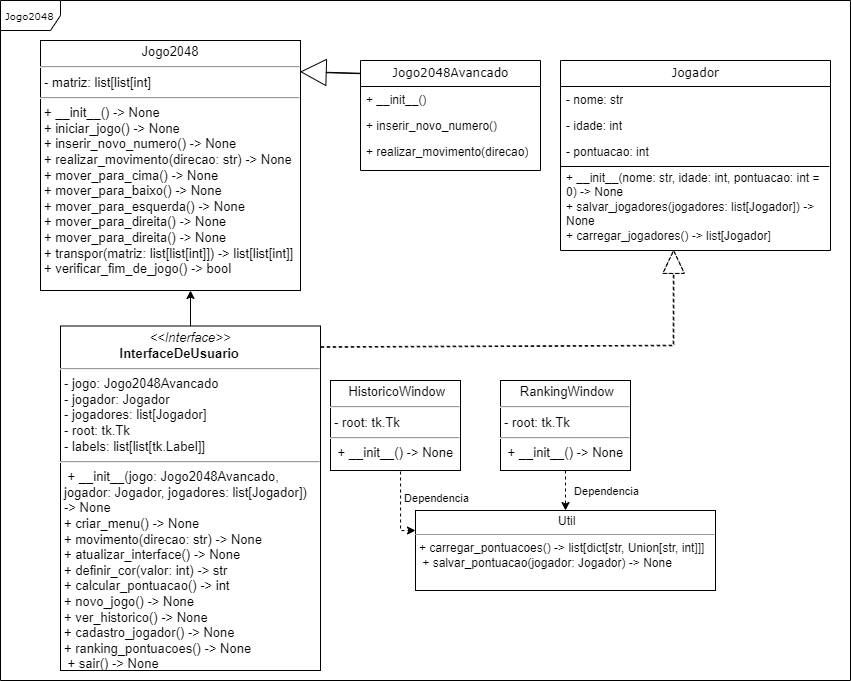 Jogo2048
Jogo2048
- matriz: list[list[int]
+ __init__() -> None
+ iniciar_jogo() -> None
+ inserir_novo_numero() -> None
+ realizar_movimento(direcao: str) -> None
+ mover_para_cima() -> None
+ mover_para_baixo() -> None
+ mover_para_esquerda() -> None
+ mover_para_direita() -> None
+ mover_para_direita() -> None
+ transpor(matriz: list[list[int]]) -> list[list[int]]
+ verificar_fim_de_jogo() -> bool
Jogo2048Avancado
+ __init__()
+ inserir_novo_numero()
+ realizar_movimento(direcao)
Jogador
- nome: str
- idade: int
- pontuacao: int
+ __init__(nome: str, idade: int, pontuacao: int =
0) -> None
+ salvar_jogadores(jogadores: list[Jogador]) ->
None
+ carregar_jogadores() -> list[Jogador]
<<Interface>>
InterfaceDeUsuario
- jogo: Jogo2048Avancado
- jogador: Jogador
- jogadores: list[Jogador]
- root: tk.Tk
- labels: list[list[tk.Label]]
+ __init__(jogo: Jogo2048Avancado,
jogador: Jogador, jogadores: list[Jogador])
-> None
+ criar_menu() -> None
+ movimento(direcao: str) -> None
+ atualizar_interface() -> None
+ definir_cor(valor: int) -> str
+ calcular_pontuacao() -> int
+ novo_jogo() -> None
+ ver_historico() -> None
+ cadastro_jogador() -> None
+ ranking_pontuacoes() -> None
+ sair() -> None
HistoricoWindow
- root: tk.Tk
+ __init__() -> None
RankingWindow
- root: tk.Tk
+ __init__() -> None
Dependencia
Dependencia
Util
+ carregar_pontuacoes() -> list[dict[str, Union[str, int]]]
+ salvar_pontuacao(jogador: Jogador) -> None